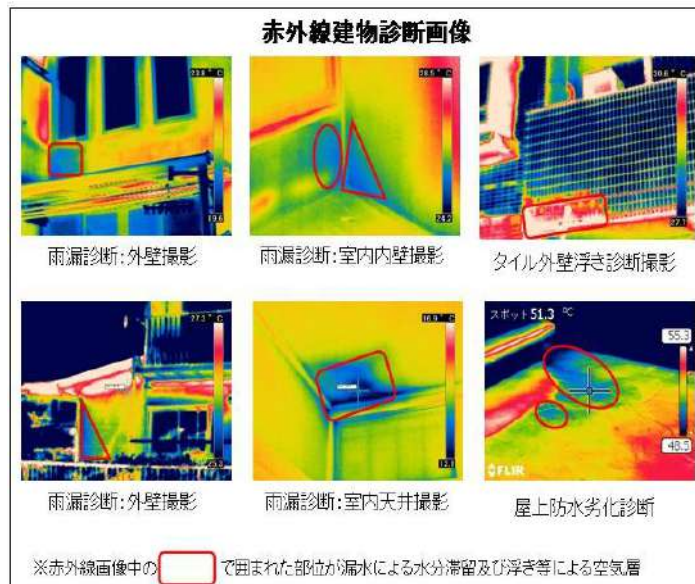 赤外線建物診断画像
雨漏診断:外壁撮影
雨漏診断:室内内壁撮影
タイル外壁浮き診断撮影
スポット51.3 ℃
55.3
48.5
FLIR
雨漏診断:外壁撮影
雨漏診断:室内天井撮影
屋上防水劣化診断
※赤外線画像中の で囲まれた部位が漏水による水分滞留及び浮き等による空気層